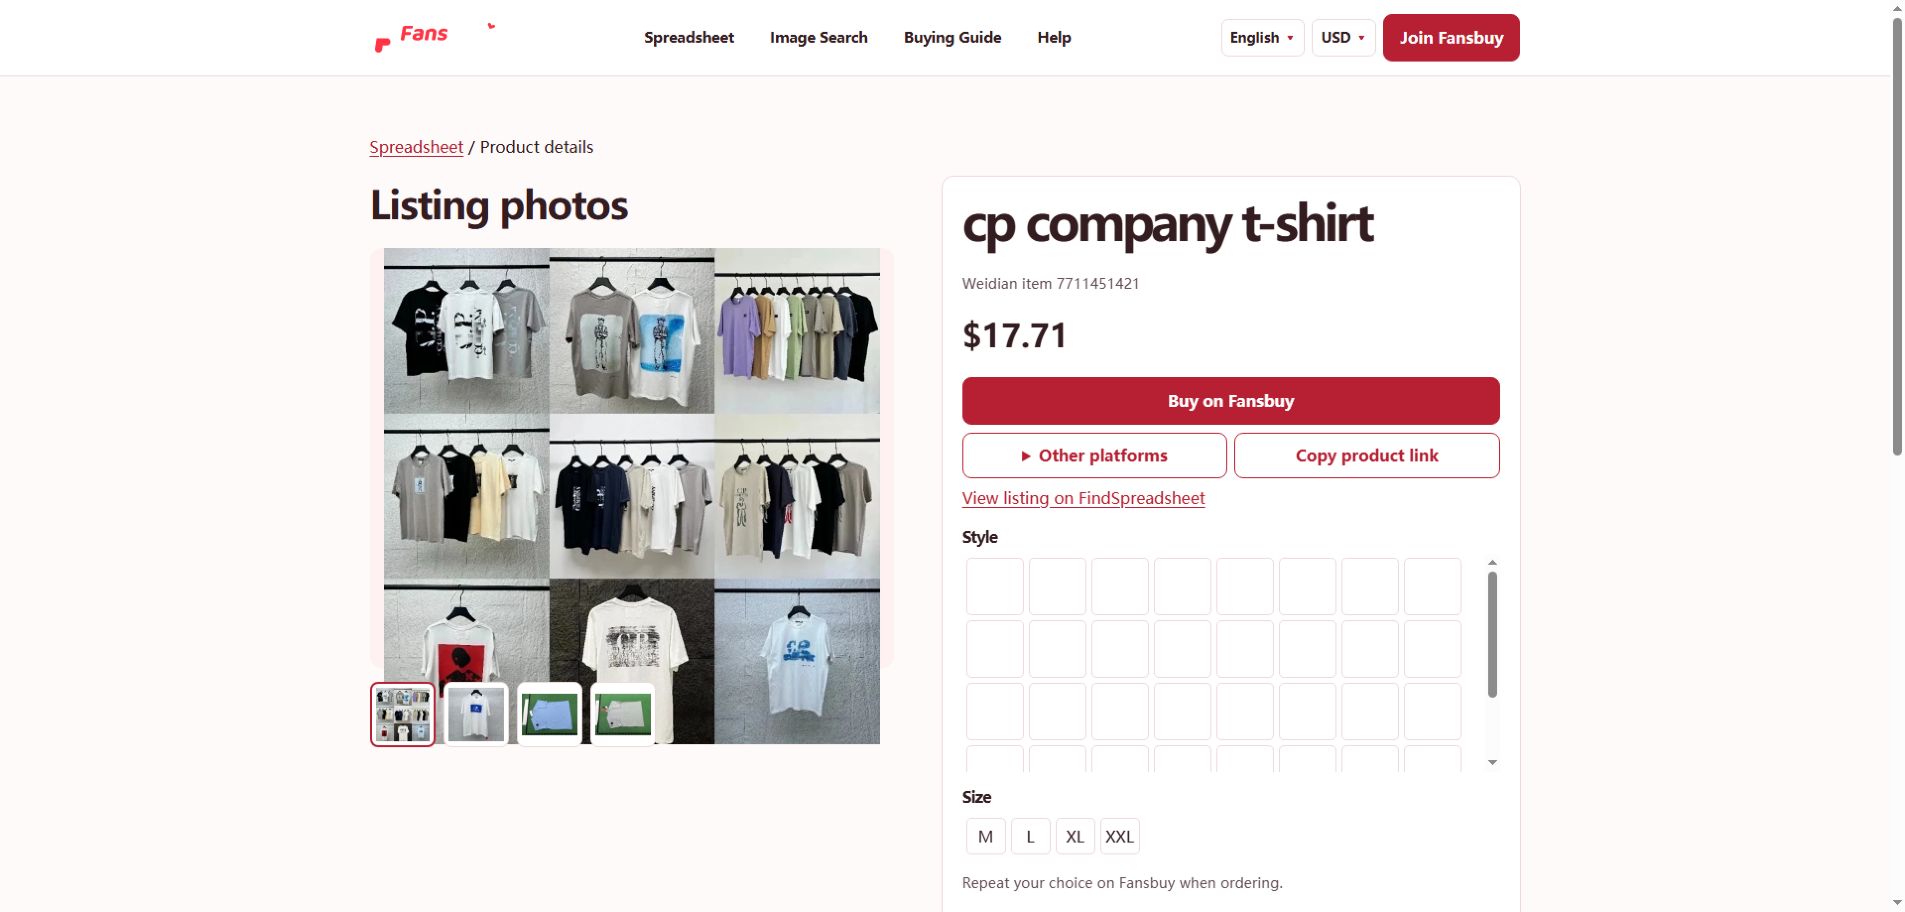 Fans
Spreadsheet
Image Search
Buying Guide
Help
English
USD
Join Fansbuy
Spreadsheet / Product details
Listing photos
cp company t-shirt
Weidian item 7711451421
$17.71
Buy on Fansbuy
Other platforms
Copy product link
View listing on FindSpreadsheet
Style
Size
M
L
XL
XXL
Repeat your choice on Fansbuy when ordering.